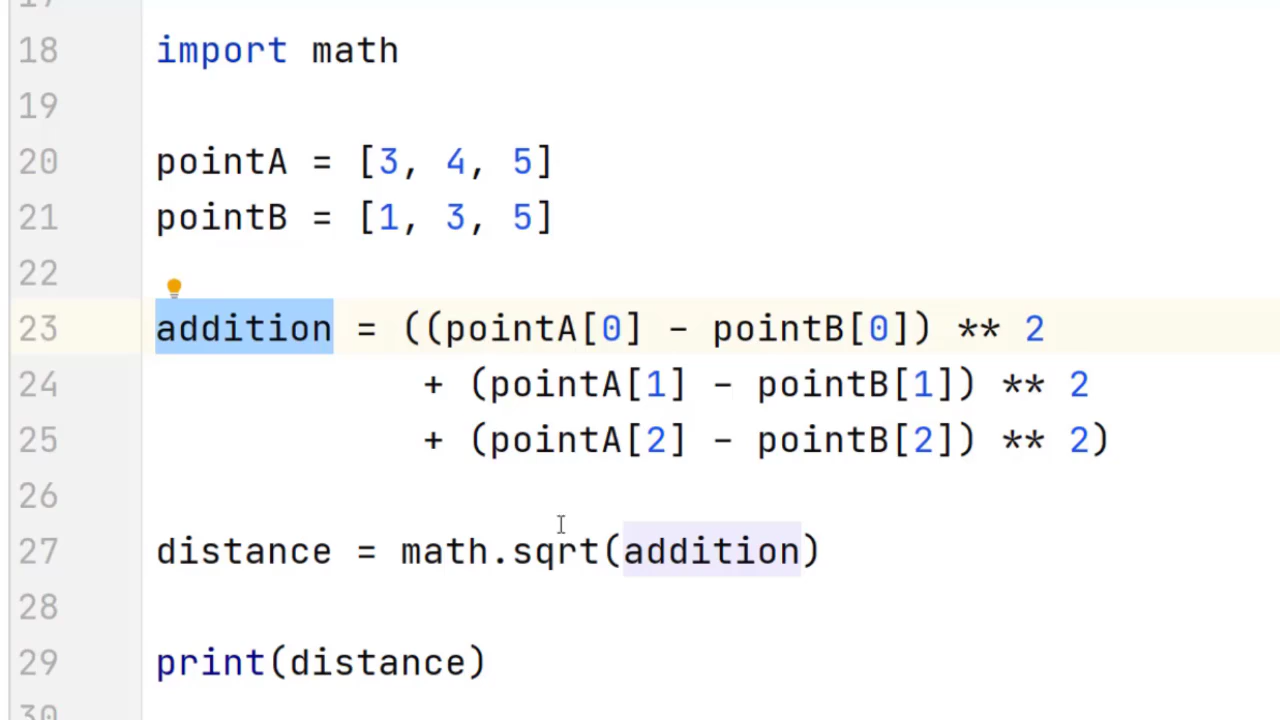 17
18 import math
19
20 pointA = [3, 4, 5]
21 pointB = [1, 3, 5]
22
23 addition = ((pointA[0] - pointB[0]) ** 2
24 + (pointA[1] - pointB[1]) ** 2
25 + (pointA[2] - pointB[2]) ** 2)
26
27 distance = math.sqrt(addition)
28
29 print(distance)
30